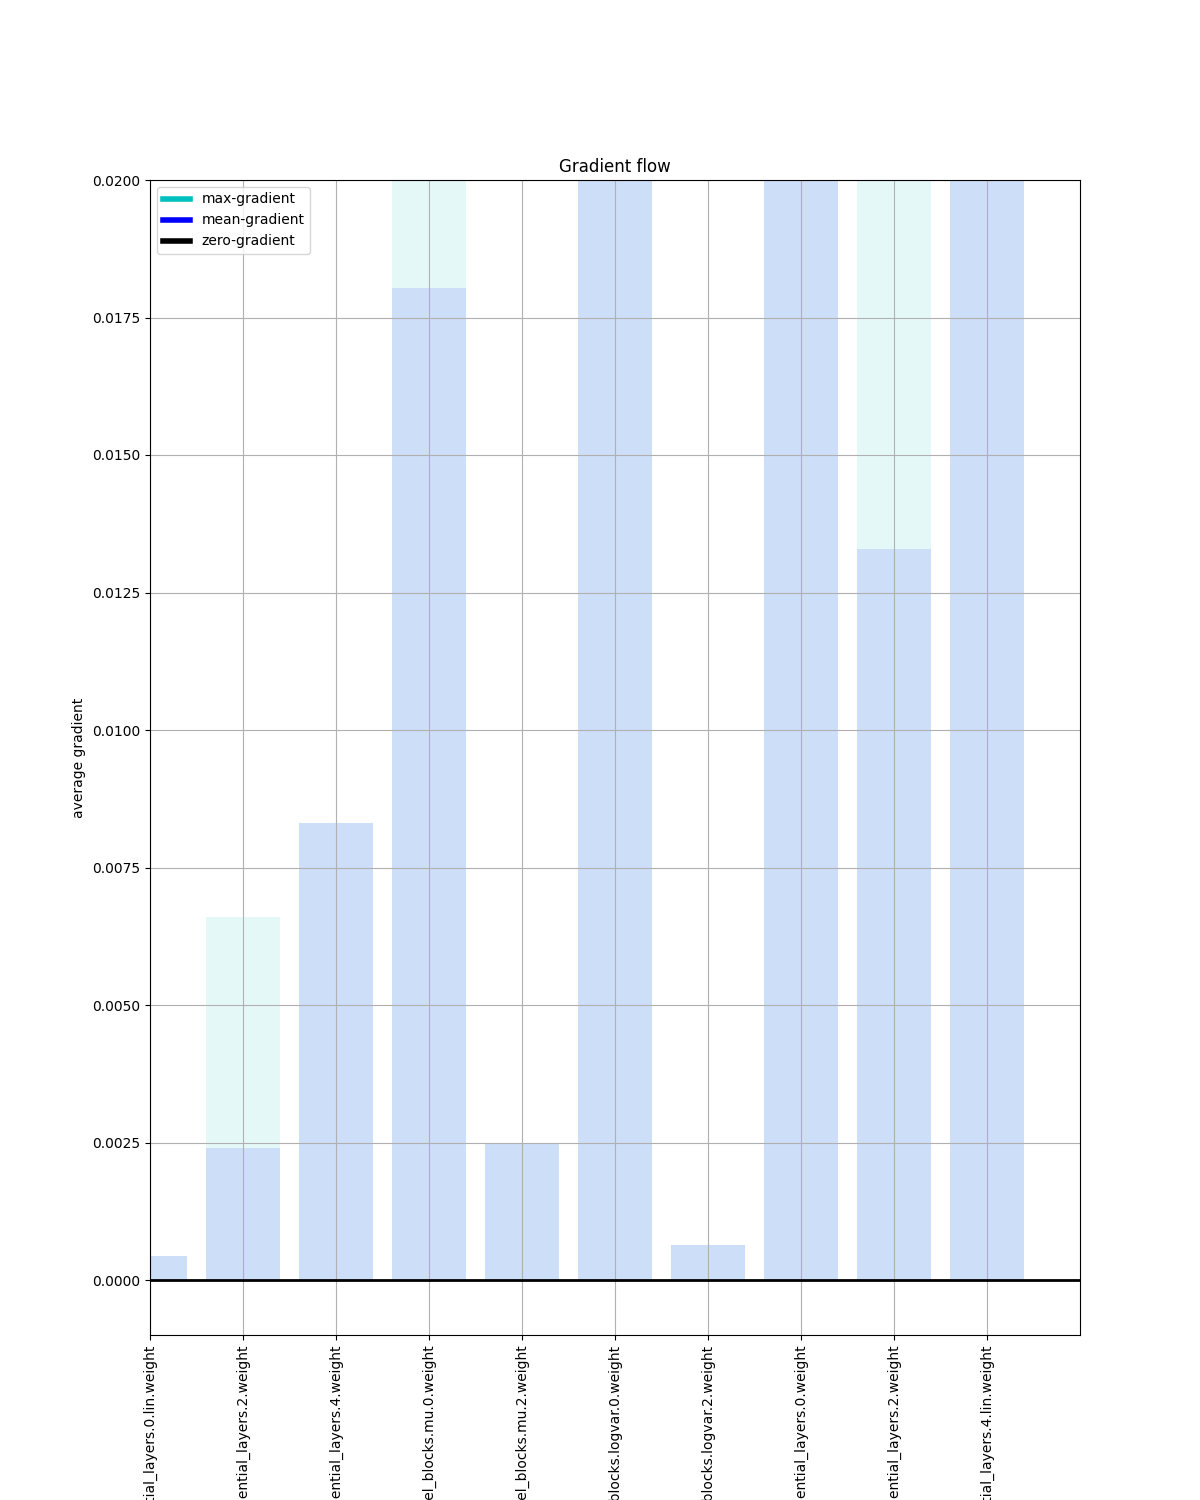 Gradient flow
max-gradient
mean-gradient
zero-gradient
0.0200
0.0175
0.0150
0.0125
0.0100
0.0075
0.0050
0.0025
0.0000
average gradient
tial_layers.0.lin.weight
ential_layers.2.weight
ential_layers.4.weight
el_blocks.mu.0.weight
el_blocks.mu.2.weight
blocks.logvar.0.weight
blocks.logvar.2.weight
ential_layers.0.weight
ential_layers.2.weight
tial_layers.4.lin.weight